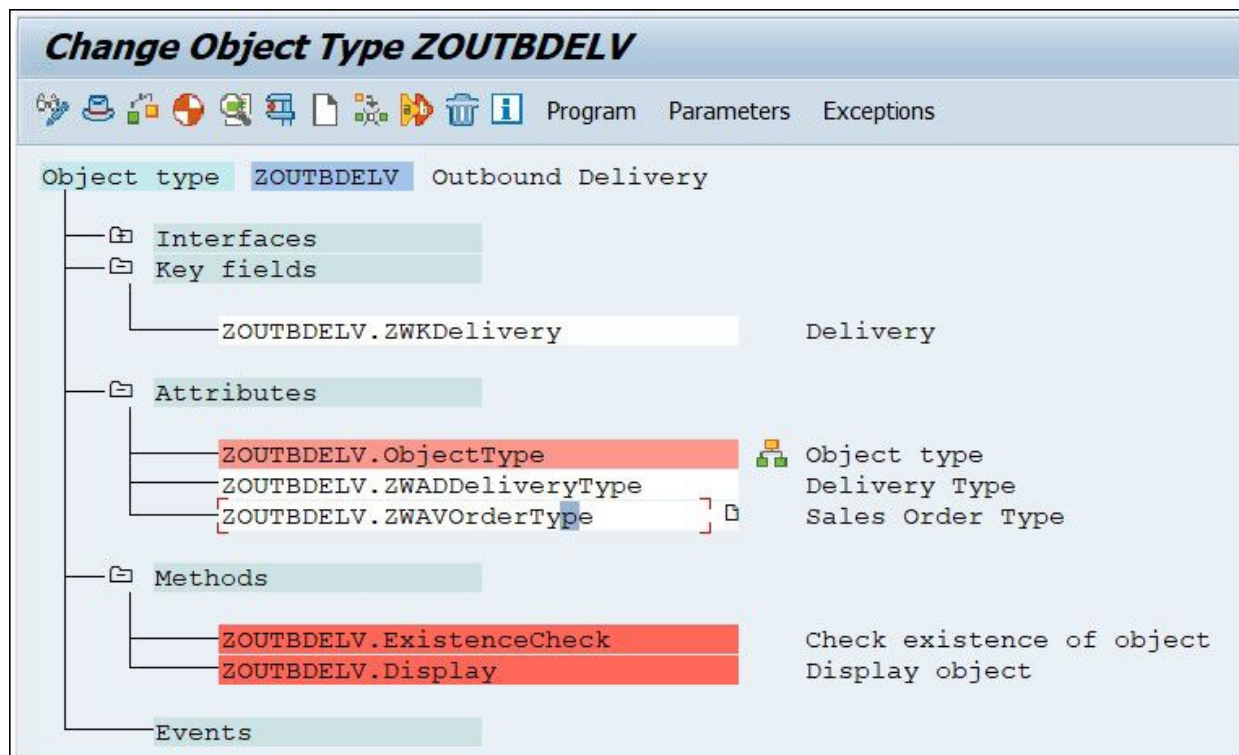 Change Object Type ZOUTBDELV
Program Parameters Exceptions
Object type ZOUTBDELV Outbound Delivery
Interfaces
Key fields
ZOUTBDELV.ZWKDelivery Delivery
Attributes
ZOUTBDELV.ObjectType Object type
ZOUTBDELV.ZWADDeliveryType Delivery Type
ZOUTBDELV.ZWAVOrderType Sales Order Type
Methods
ZOUTBDELV.ExistenceCheck Check existence of object
ZOUTBDELV.Display Display object
Events